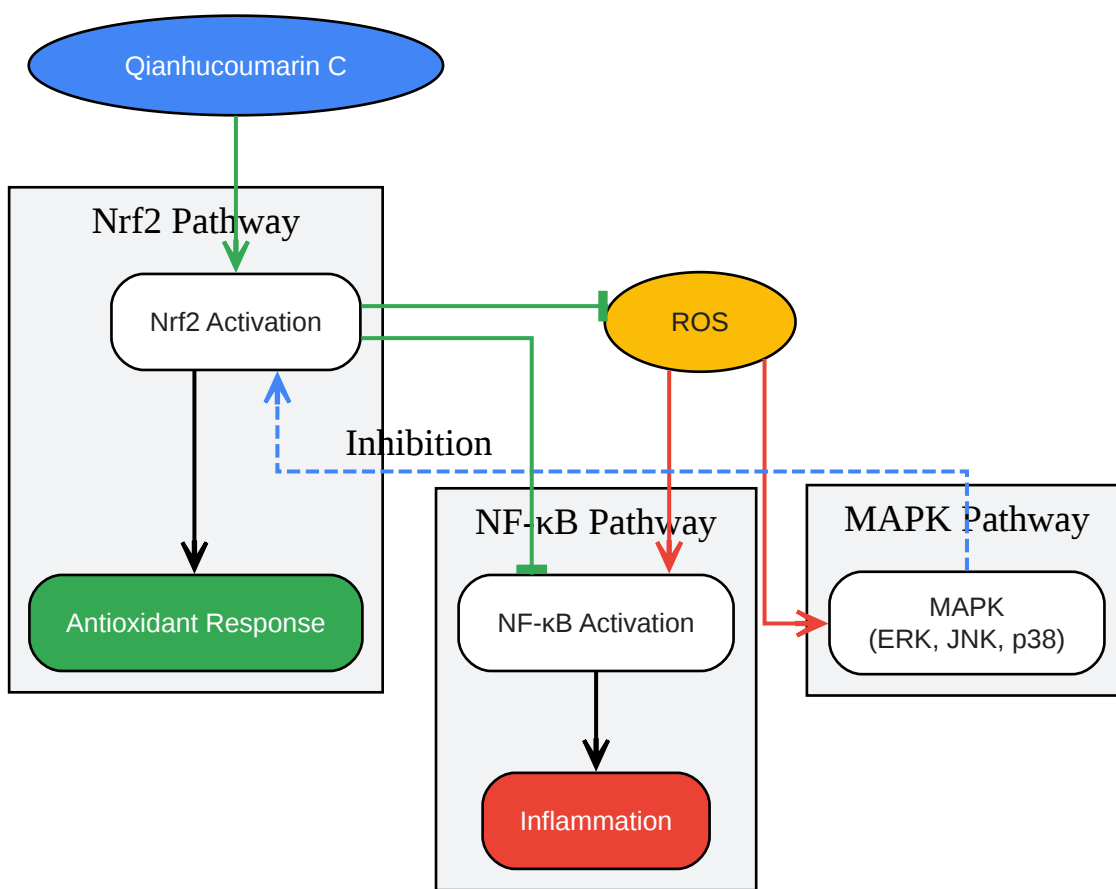 Qianhucoumarin C
Nrf2 Pathway
Nrf2 Activation
ROS
Inhibition
NF-κB Pathway
MAPK Pathway
Antioxidant Response
NF-κB Activation
MAPK
(ERK, JNK, p38)
Inflammation